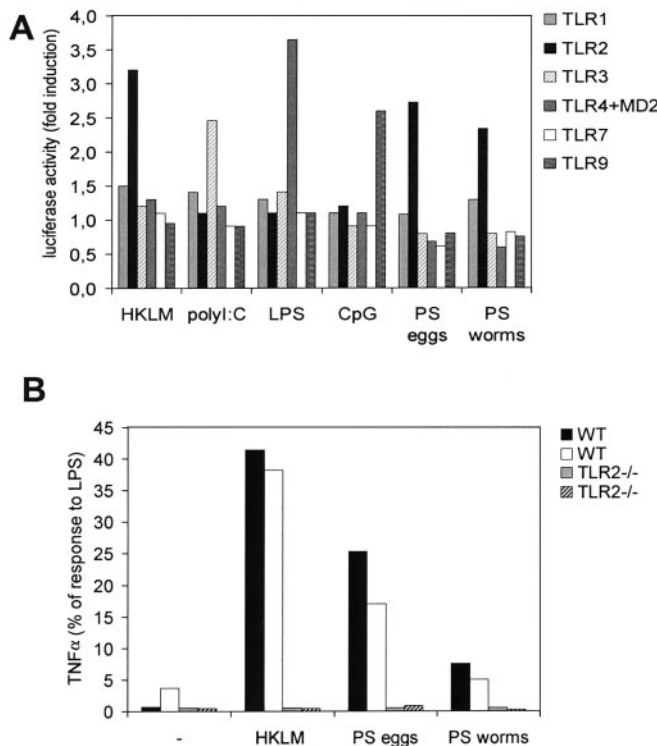 A
luciferase activity (fold induction)
4,0
3,5
3,0
2,5
2,0
1,5
1,0
0,5
0,0
HKLM polyI:C LPS CpG PS eggs PS worms
TLR1
TLR2
TLR3
TLR4+MD2
TLR7
TLR9
B
TNFα (% of response to LPS)
45
40
35
30
25
20
15
10
5
0
- HKLM PS eggs PS worms
WT
WT
TLR2-/-
TLR2-/-